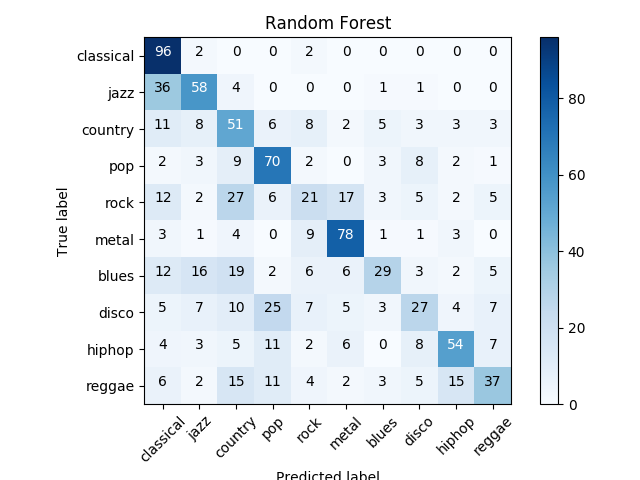 Random Forest
classical 96 2 0 0 2 0 0 0 0 0
jazz 36 58 4 0 0 0 1 1 0 0
country 11 8 51 6 8 2 5 3 3 3
pop 2 3 9 70 2 0 3 8 2 1
rock 12 2 27 6 21 17 3 5 2 5
metal 3 1 4 0 9 78 1 1 3 0
blues 12 16 19 2 6 6 29 3 2 5
disco 5 7 10 25 7 5 3 27 4 7
hiphop 4 3 5 11 2 6 0 8 54 7
reggae 6 2 15 11 4 2 3 5 15 37
classical jazz country pop rock metal blues disco hiphop reggae
True label
Predicted label
80
60
40
20
0